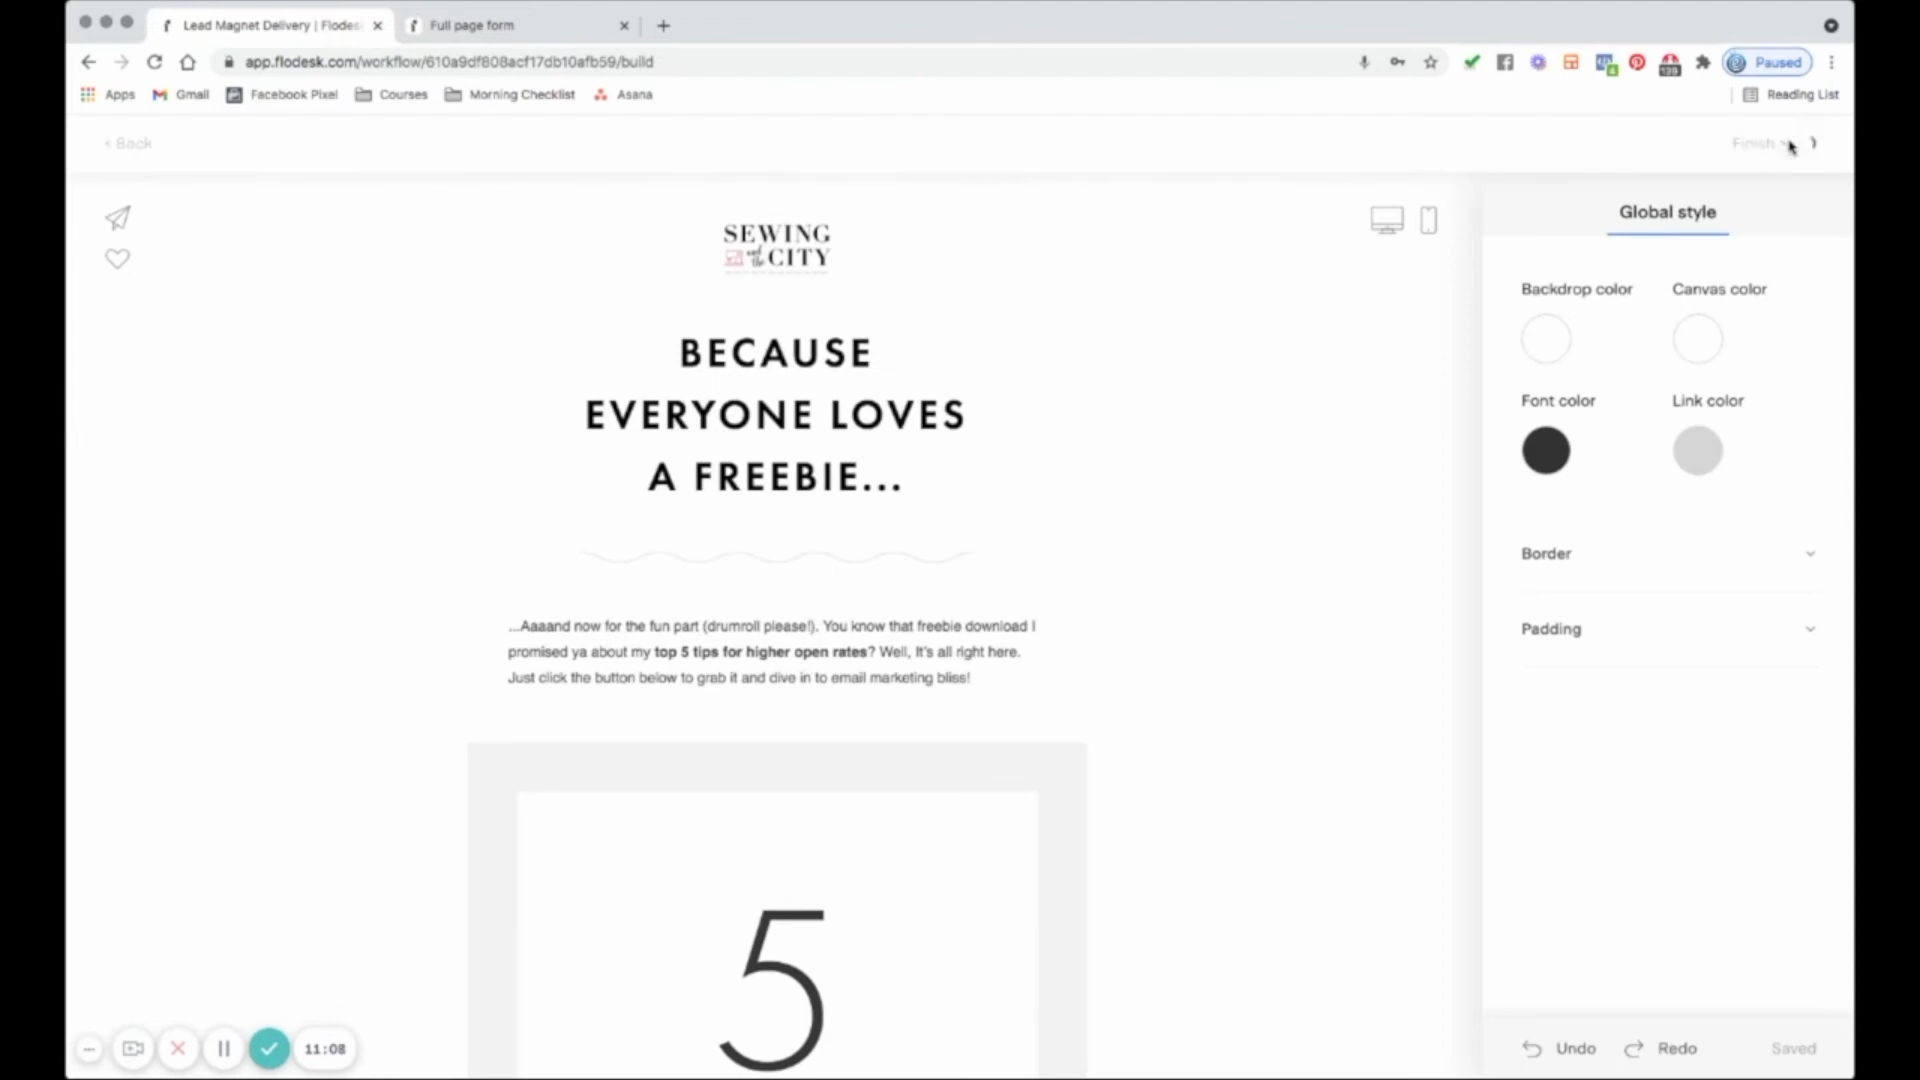 Lead Magnet Delivery | Flodes
Full page form
app.flodesk.com/workflow/610a9df808acf17db10afb59/build
Paused
Apps
Gmail
Facebook Pixel
Courses
Morning Checklist
Asana
Reading List
< Back
Finish
SEWING
and the CITY
BECAUSE
EVERYONE LOVES
A FREEBIE...
...Aaaand now for the fun part (drumroll please!). You know that freebie download I
promised ya about my top 5 tips for higher open rates? Well, It's all right here.
Just click the button below to grab it and dive in to email marketing bliss!
5
Global style
Backdrop color
Canvas color
Font color
Link color
Border
Padding
Undo
Redo
Saved
11:08